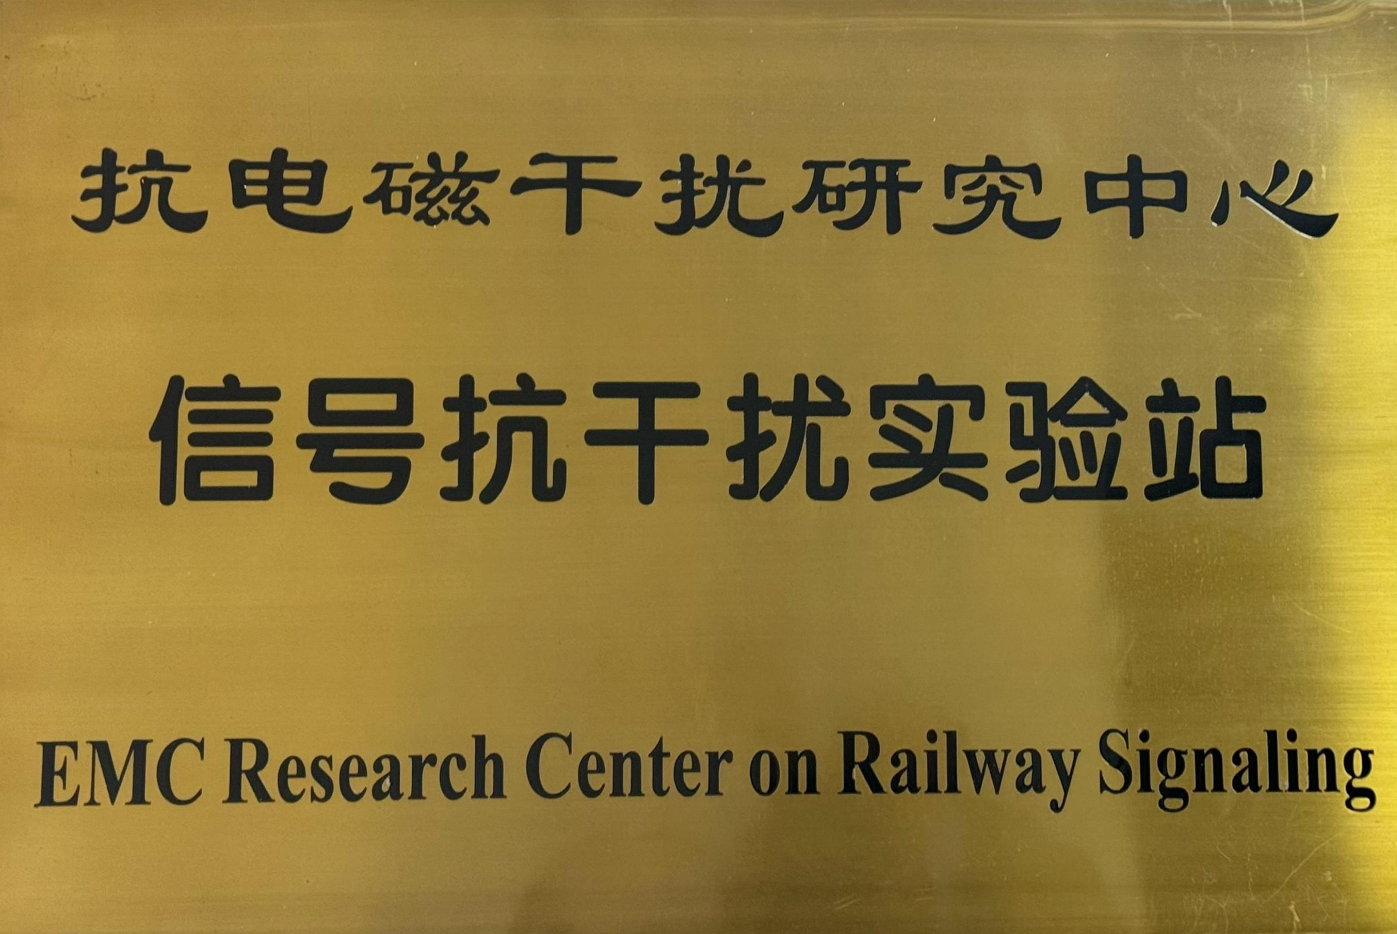 抗电磁干扰研究中心
信号抗干扰实验站
EMC Research Center on Railway Signaling